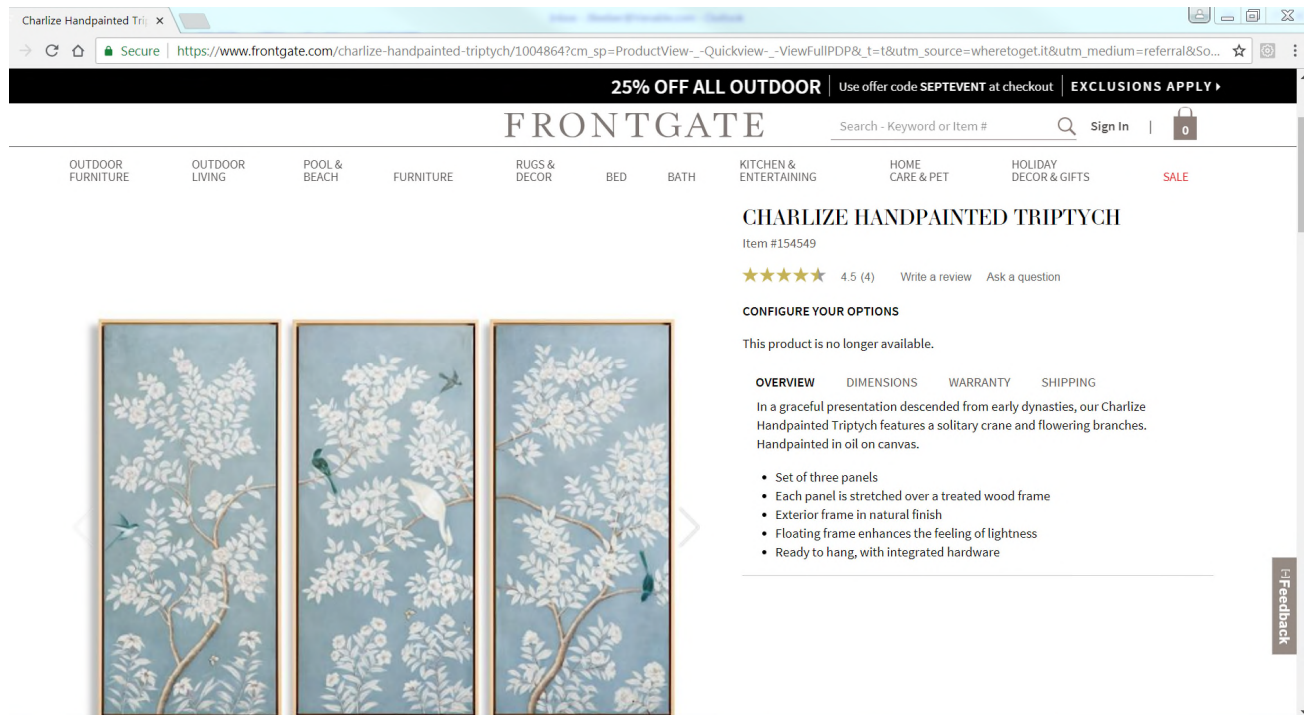 Charlize Handpainted Tri
Secure
https://www.frontgate.com/charlize-handpainted-triptych/1004864?cm_sp=ProductView-_-Quickview-_-ViewFullPDP&_t=t&utm_source=wheretoget.it&utm_medium=referral&So...
25% OFF ALL OUTDOOR Use offer code SEPTEVENT at checkout EXCLUSIONS APPLY
FRONTGATE
Search - Keyword or Item #
Sign In | 0
OUTDOOR FURNITURE
OUTDOOR LIVING
POOL & BEACH
FURNITURE
RUGS & DECOR
BED
BATH
KITCHEN & ENTERTAINING
HOME CARE & PET
HOLIDAY DECOR & GIFTS
SALE
CHARLIZE HANDPAINTED TRIPTYCH
Item #154549
4.5 (4) Write a review Ask a question
CONFIGURE YOUR OPTIONS
This product is no longer available.
OVERVIEW DIMENSIONS WARRANTY SHIPPING
In a graceful presentation descended from early dynasties, our Charlize
Handpainted Triptych features a solitary crane and flowering branches.
Handpainted in oil on canvas.
• Set of three panels
• Each panel is stretched over a treated wood frame
• Exterior frame in natural finish
• Floating frame enhances the feeling of lightness
• Ready to hang, with integrated hardware
[-]Feedback